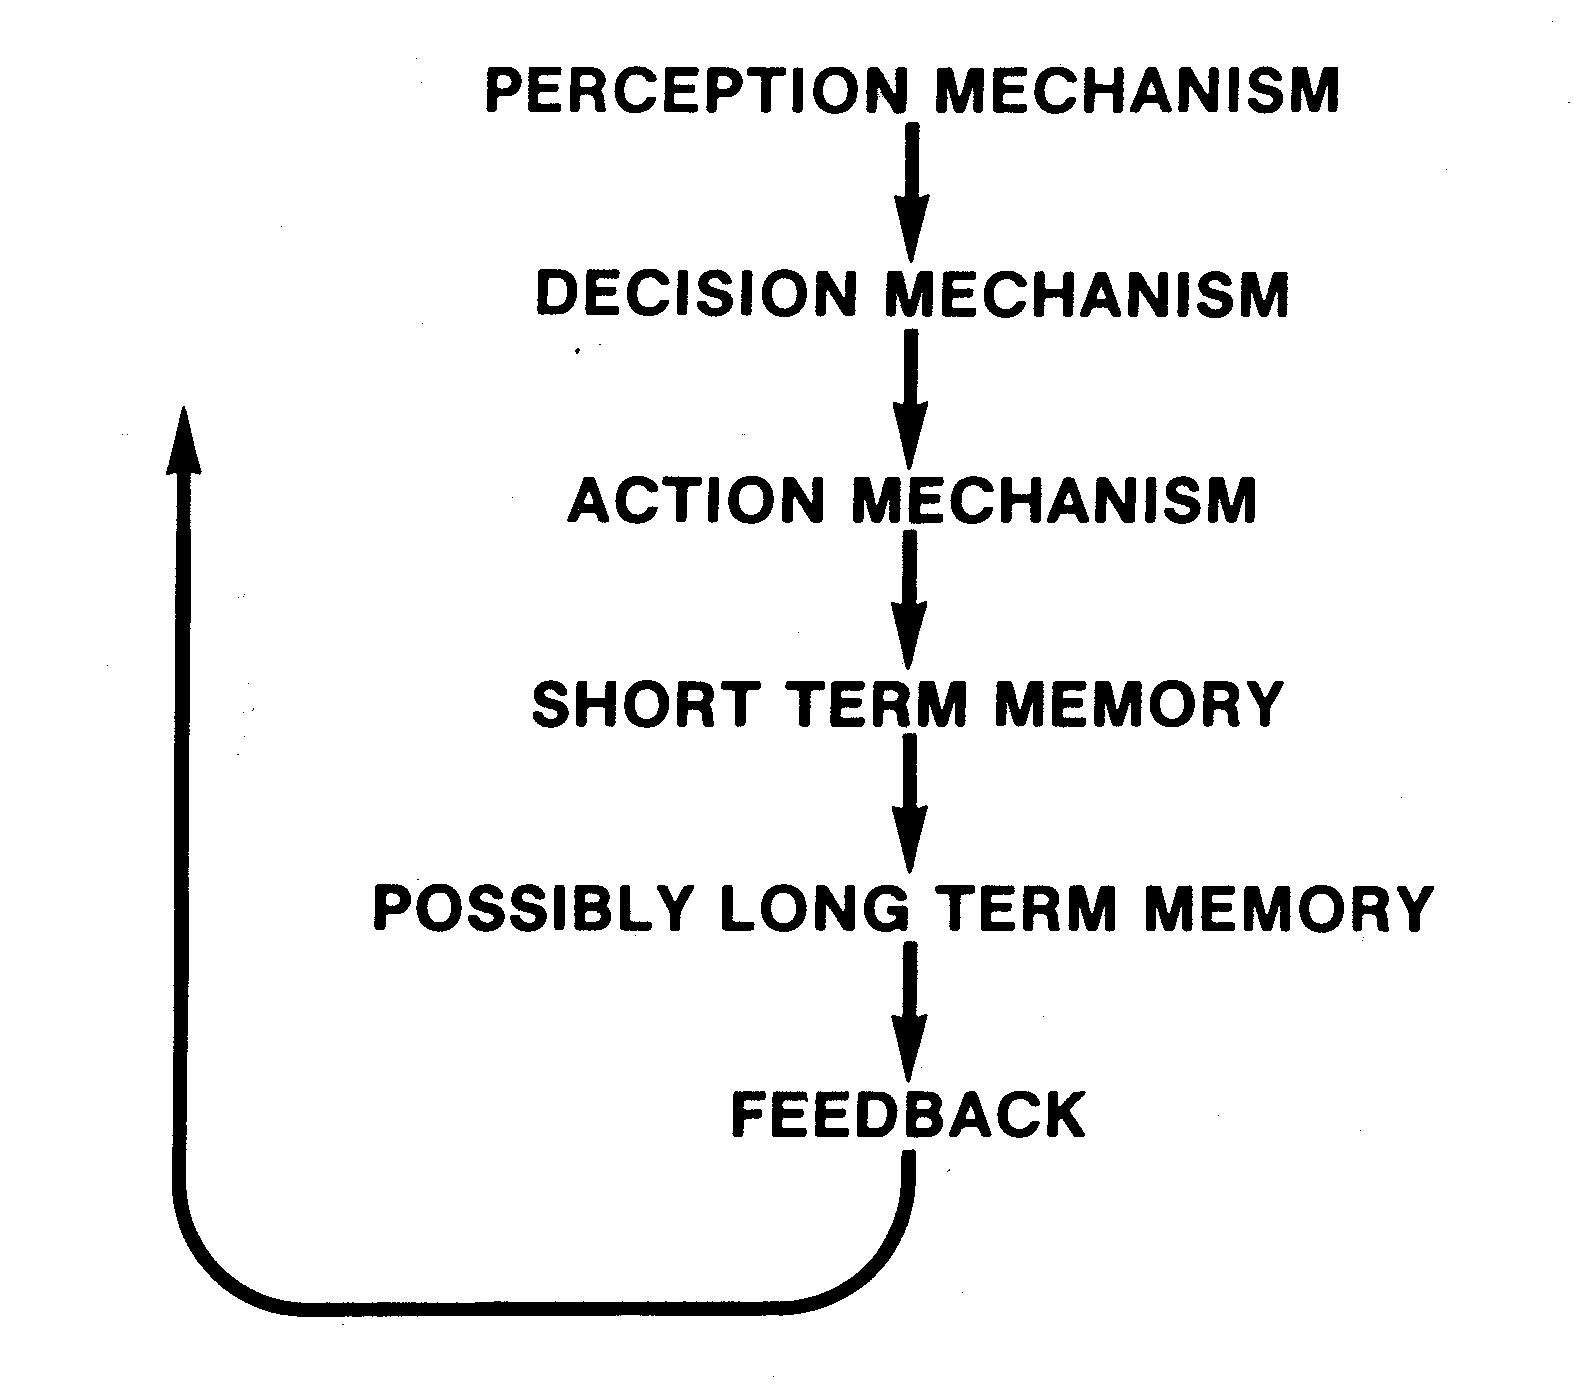 PERCEPTION MECHANISM
DECISION MECHANISM
ACTION MECHANISM
SHORT TERM MEMORY
POSSIBLY LONG TERM MEMORY
FEEDBACK